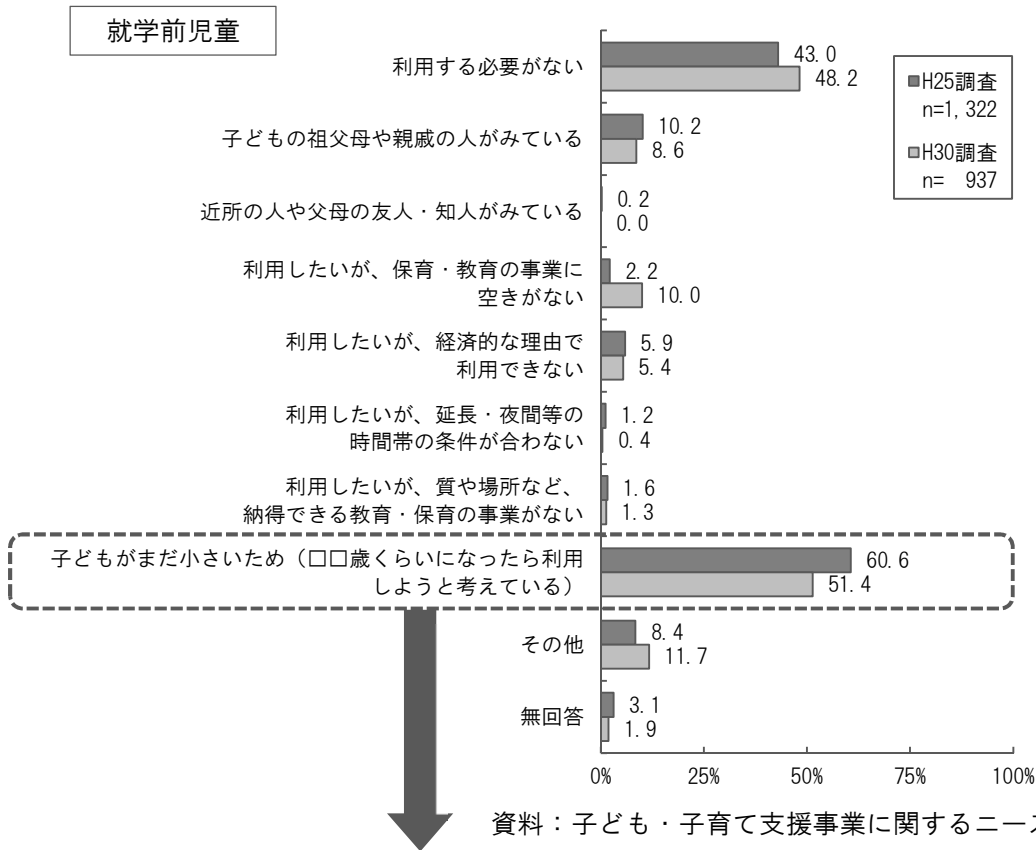 就学前児童
利用する必要がない
43.0
48.2
H25調査
n=1,322
H30調査
n= 937
子どもの祖父母や親戚の人がみている
10.2
8.6
近所の人や父母の友人・知人がみている
0.2
0.0
利用したいが、保育・教育の事業に
空きがない
2.2
10.0
利用したいが、経済的な理由で
利用できない
5.9
5.4
利用したいが、延長・夜間等の
時間帯の条件が合わない
1.2
0.4
利用したいが、質や場所など、
納得できる教育・保育の事業がない
1.6
1.3
子どもがまだ小さいため（□□歳くらいになったら利用
しようと考えている）
60.6
51.4
その他
8.4
11.7
無回答
3.1
1.9
0% 25% 50% 75% 100%
資料：子ども・子育て支援事業に関するニー